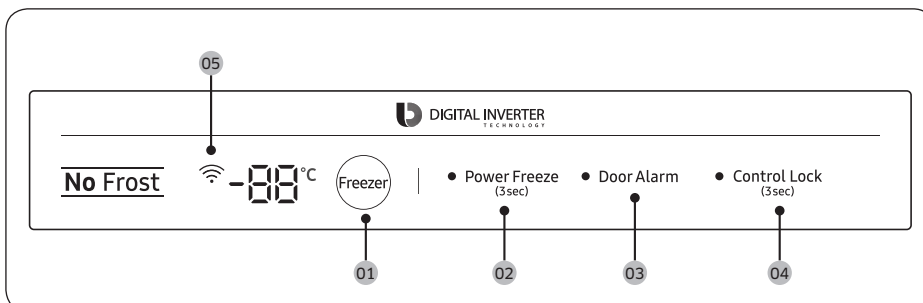 05
DIGITAL INVERTER
TECHNOLOGY
No Frost
-88°C
Freezer
Power Freeze
(3sec)
Door Alarm
Control Lock
(3sec)
01
02
03
04